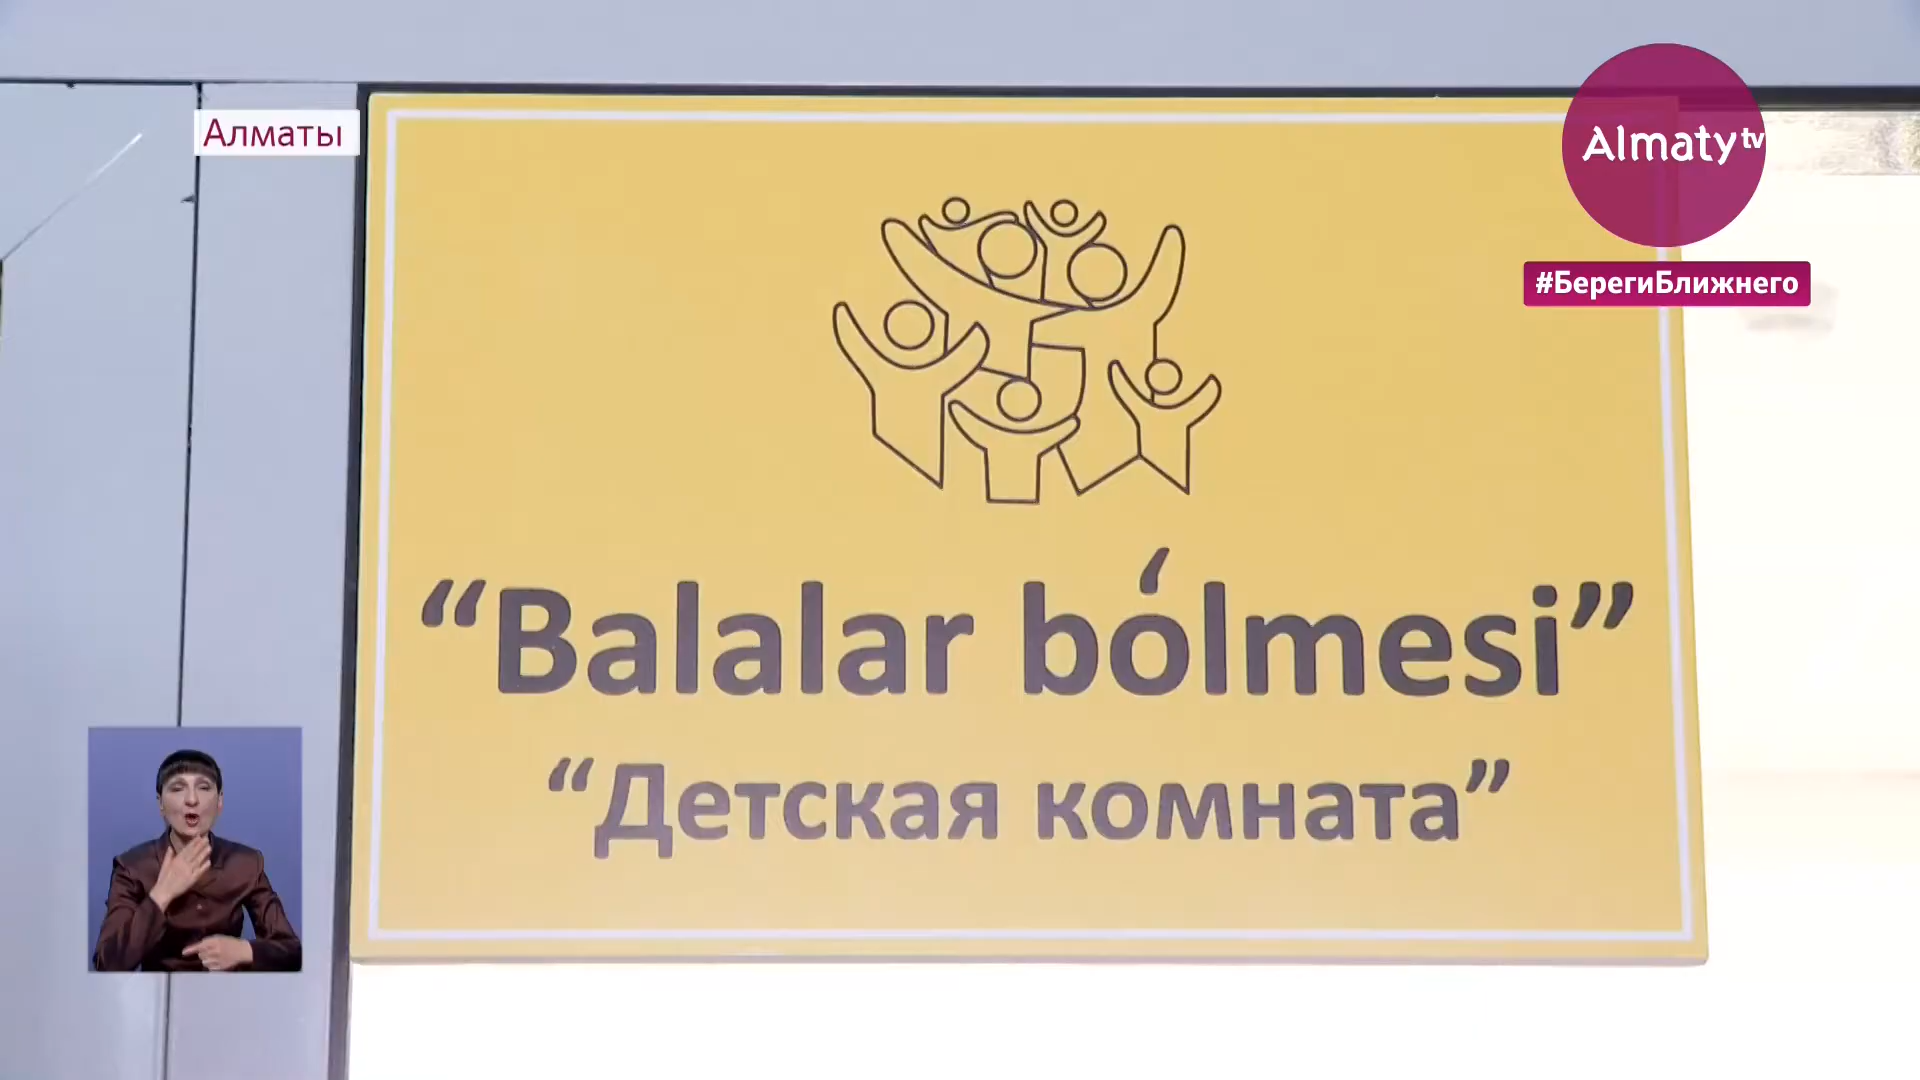 Алматы
Almaty tv
#БерегиБлижнего
“Balalar bólmesi”
“Детская комната”